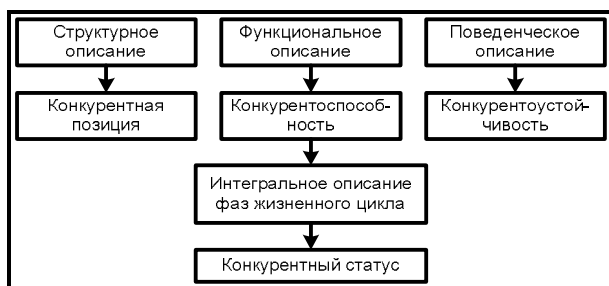 Структурное
описание
Функциональное
описание
Поведенческое
описание
Конкурентная
позиция
Конкурентоспособ-
ность
Конкурентоустой-
чивость
Интегральное описание
фаз жизненного цикла
Конкурентный статус